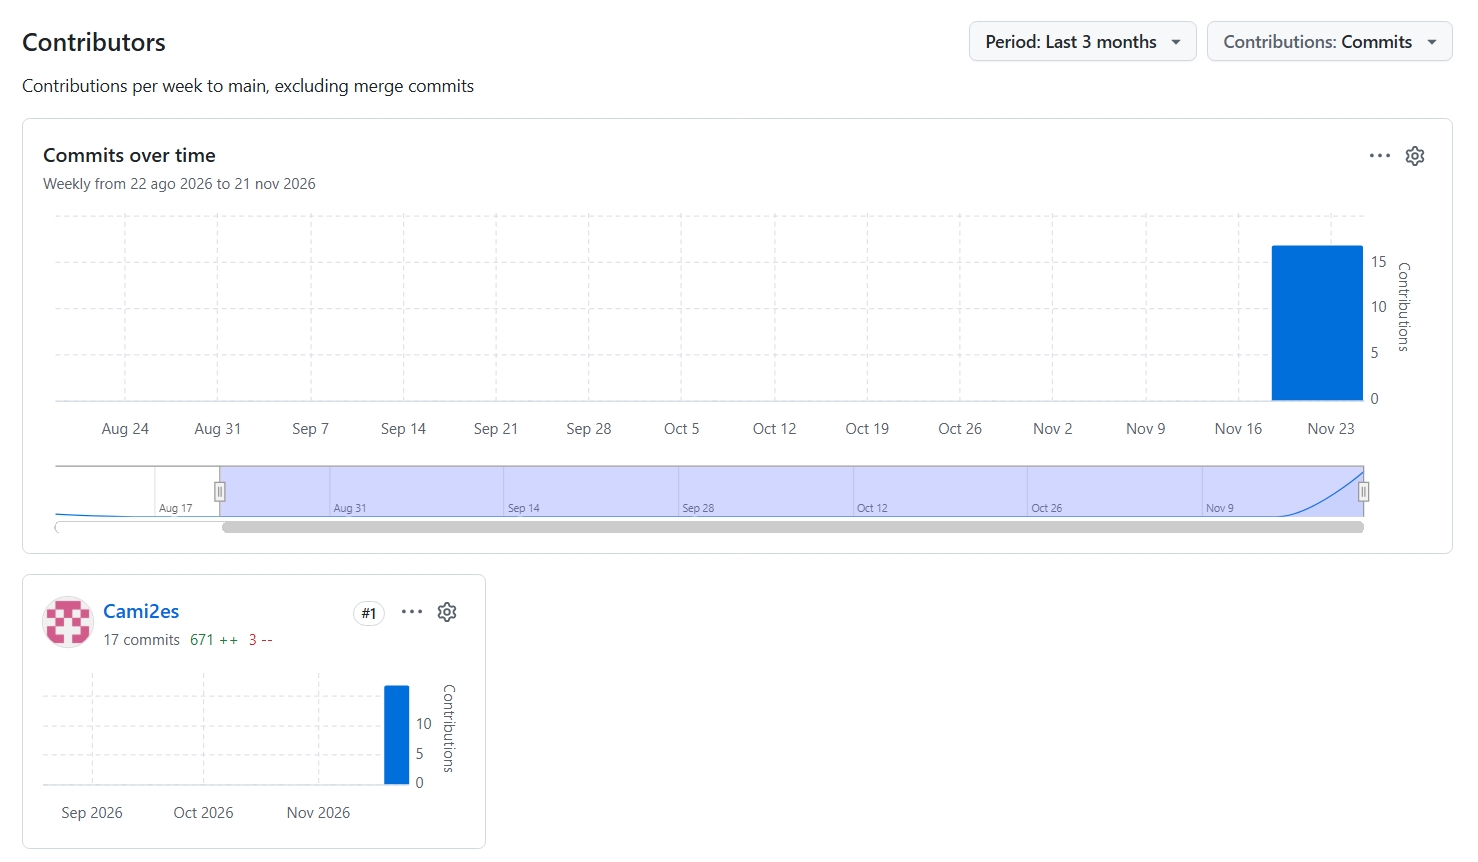 Contributors
Period: Last 3 months
Contributions: Commits
Contributions per week to main, excluding merge commits
Commits over time
Weekly from 22 ago 2026 to 21 nov 2026
15
10
5
0
Contributions
Aug 24 Aug 31 Sep 7 Sep 14 Sep 21 Sep 28 Oct 5 Oct 12 Oct 19 Oct 26 Nov 2 Nov 9 Nov 16 Nov 23
Aug 17 Aug 31 Sep 14 Sep 28 Oct 12 Oct 26 Nov 9
Cami2es
#1
17 commits 671 ++ 3 --
10
5
0
Contributions
Sep 2026 Oct 2026 Nov 2026